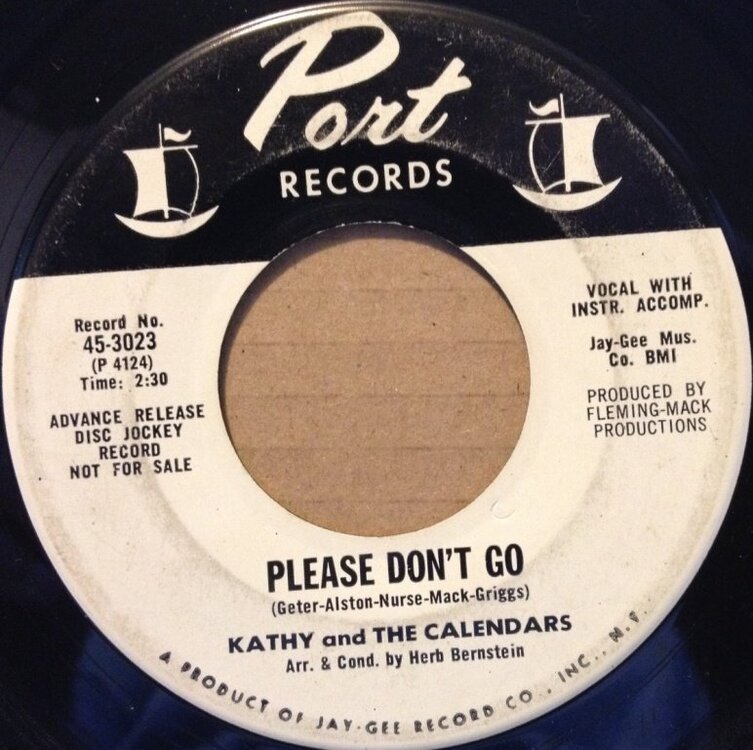 Port
RECORDS
Record No.
45-3023
(P 4124)
Time: 2:30
ADVANCE RELEASE
DISC JOCKEY
RECORD
NOT FOR SALE
VOCAL WITH
INSTR. ACCOMP.
Jay-Gee Mus.
Co. BMI
PRODUCED BY
FLEMING-MACK
PRODUCTIONS
PLEASE DON'T GO
(Geter-Alston-Nurse-Mack-Griggs)
KATHY and THE CALENDARS
Arr. & Cond. by Herb Bernstein
A PRODUCT OF JAY-GEE RECORD CO., INC., N.Y.